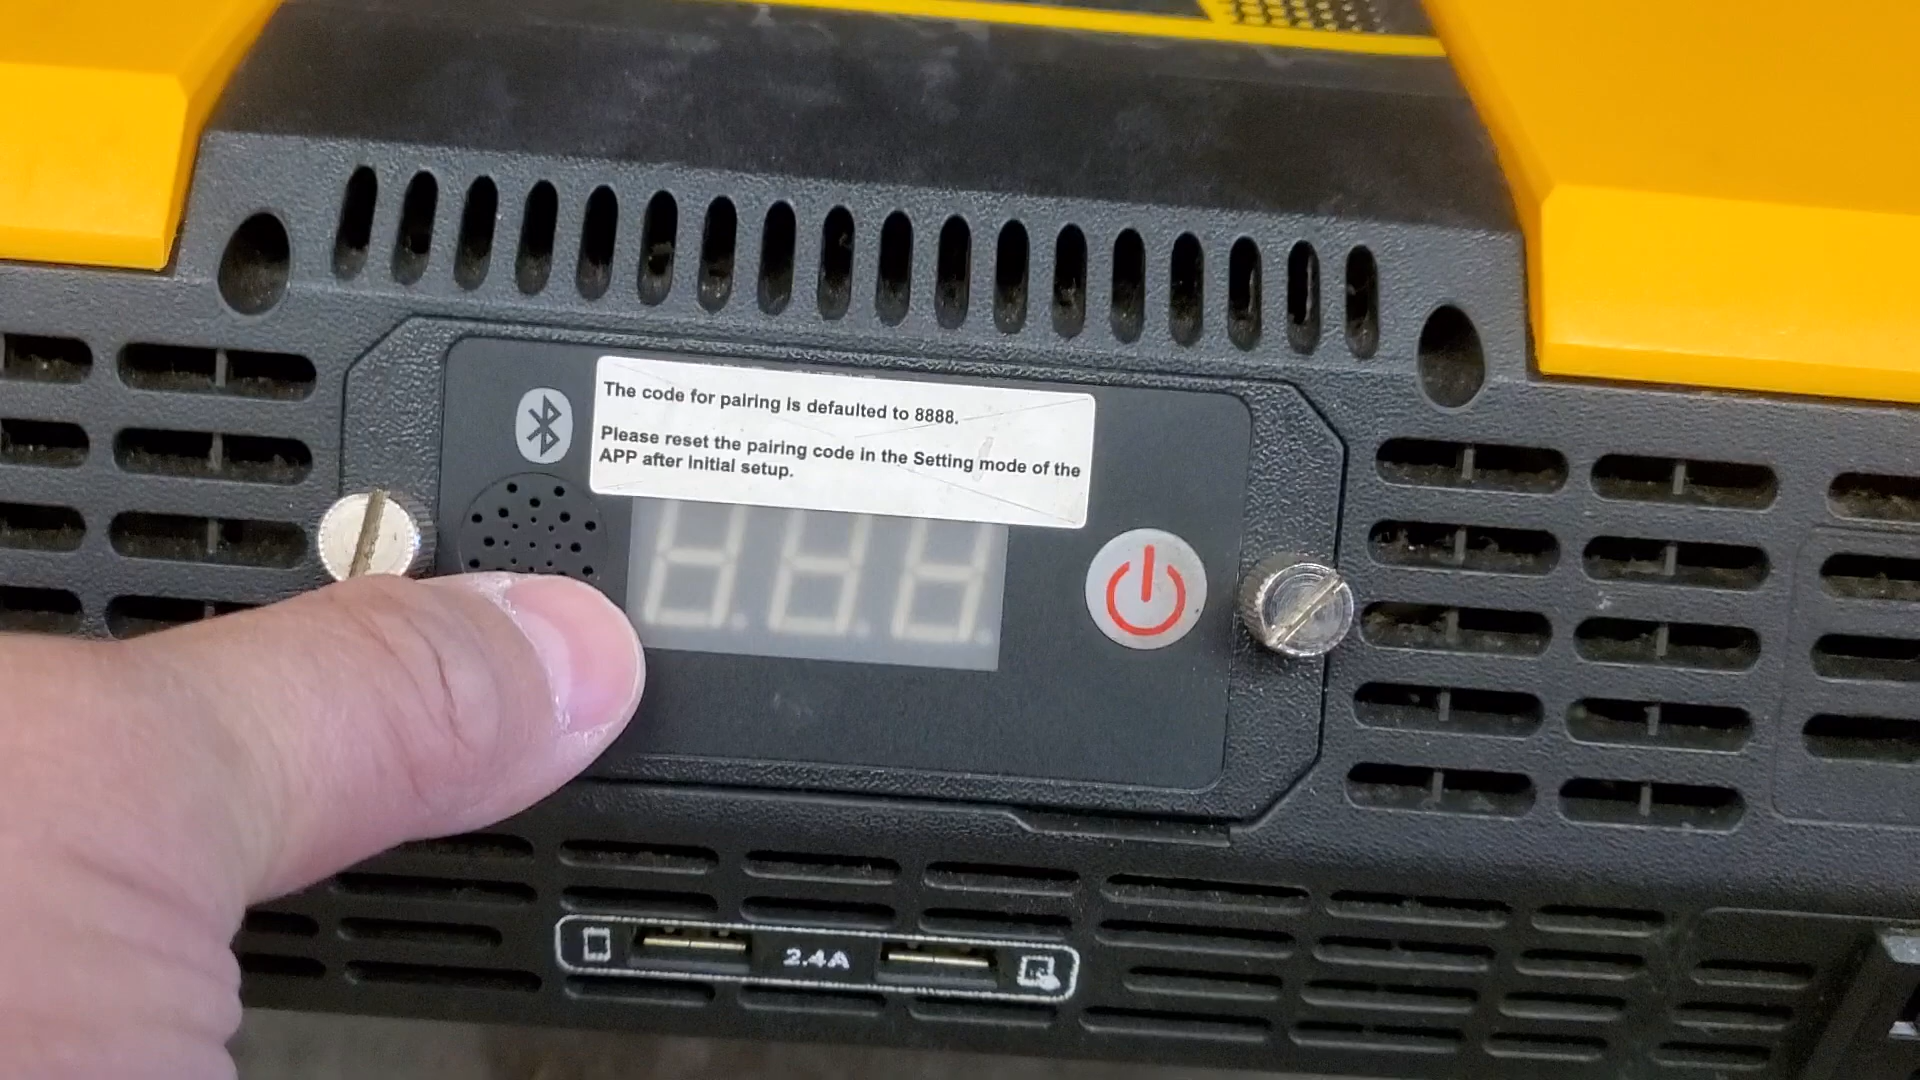 The code for pairing is defaulted to 8888.
Please reset the pairing code in the Setting mode of the
APP after initial setup.
2.4A